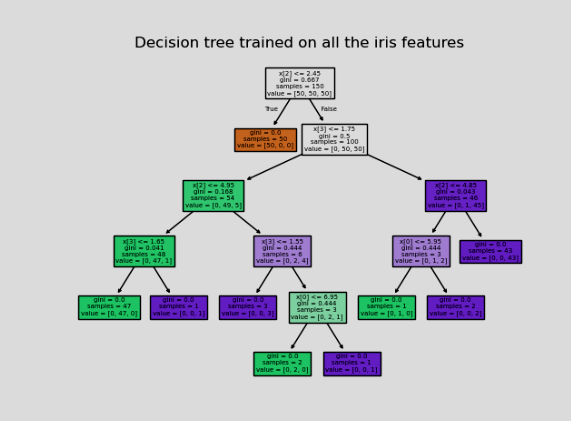 Decision tree trained on all the iris features
x[2] <= 2.45
gini = 0.667
samples = 150
value = [50, 50, 50]
True
False
gini = 0.0
samples = 50
value = [50, 0, 0]
x[3] <= 1.75
gini = 0.5
samples = 100
value = [0, 50, 50]
x[2] <= 4.95
gini = 0.168
samples = 54
value = [0, 49, 5]
x[2] <= 4.85
gini = 0.043
samples = 46
value = [0, 1, 45]
x[3] <= 1.65
gini = 0.041
samples = 48
value = [0, 47, 1]
x[3] <= 1.55
gini = 0.444
samples = 6
value = [0, 2, 4]
x[0] <= 5.95
gini = 0.444
samples = 3
value = [0, 1, 2]
gini = 0.0
samples = 43
value = [0, 0, 43]
gini = 0.0
samples = 47
value = [0, 47, 0]
gini = 0.0
samples = 1
value = [0, 0, 1]
gini = 0.0
samples = 3
value = [0, 0, 3]
x[0] <= 6.95
gini = 0.444
samples = 3
value = [0, 2, 1]
gini = 0.0
samples = 1
value = [0, 1, 0]
gini = 0.0
samples = 2
value = [0, 0, 2]
gini = 0.0
samples = 2
value = [0, 2, 0]
gini = 0.0
samples = 1
value = [0, 0, 1]